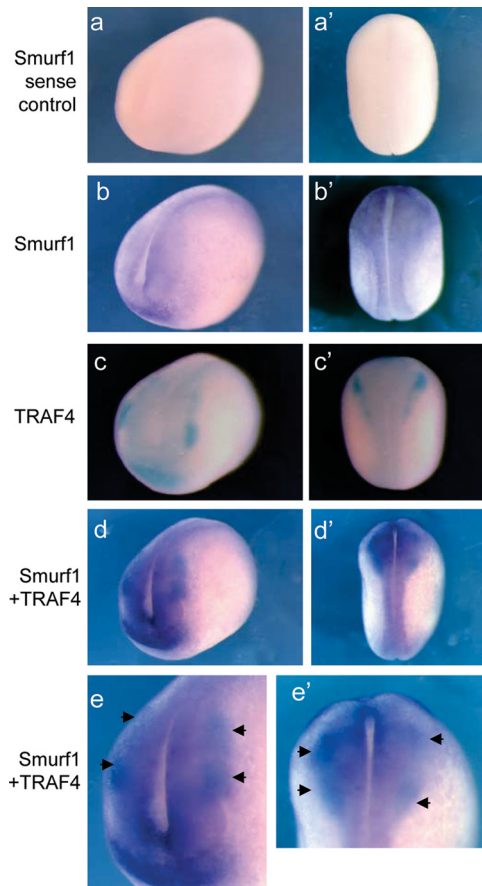 Smurf1
sense
control
a
a'
Smurf1
b
b'
TRAF4
c
c'
Smurf1
+TRAF4
d
d'
Smurf1
+TRAF4
e
e'